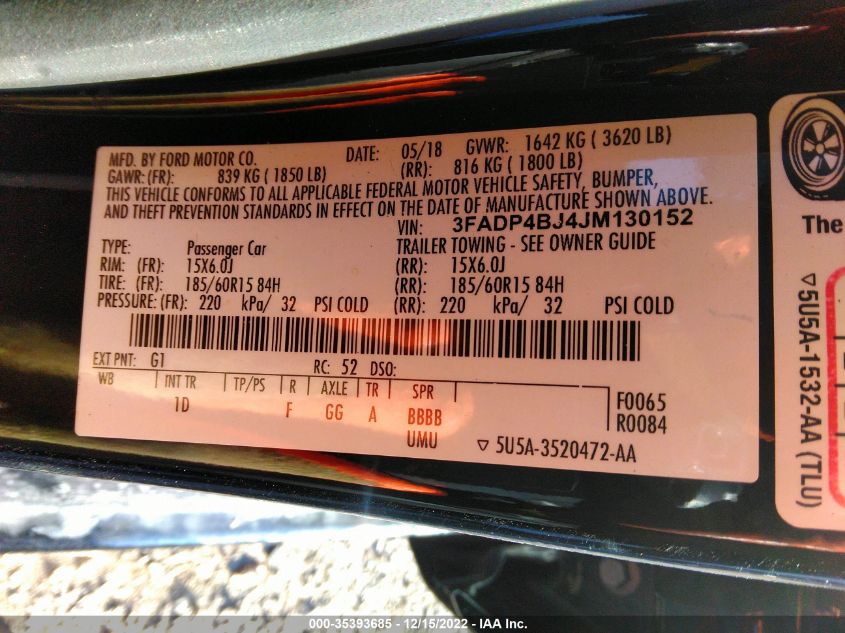 MFD. BY FORD MOTOR CO. DATE: 05/18 GVWR: 1642 KG ( 3620 LB)
GAWR: (FR): 839 KG ( 1850 LB) (RR): 816 KG ( 1800 LB)
THIS VEHICLE CONFORMS TO ALL APPLICABLE FEDERAL MOTOR VEHICLE SAFETY, BUMPER,
AND THEFT PREVENTION STANDARDS IN EFFECT ON THE DATE OF MANUFACTURE SHOWN ABOVE.
VIN: 3FADP4BJ4JM130152
TYPE: Passenger Car TRAILER TOWING - SEE OWNER GUIDE
RIM: (FR): 15X6.0J (RR): 15X6.0J
TIRE: (FR): 185/60R15 84H (RR): 185/60R15 84H
PRESSURE: (FR): 220 kPa/ 32 PSI COLD (RR): 220 kPa/ 32 PSI COLD
EXT PNT: G1 RC: 52 DSO:
WB INT TR TP/PS R AXLE TR SPR F0065
1D F GG A BBBB R0084
UMU ▽ 5U5A-3520472-AA
The
▽ 5U5A-1532-AA (TLU)
000-35393685 - 12/15/2022 - IAA Inc.